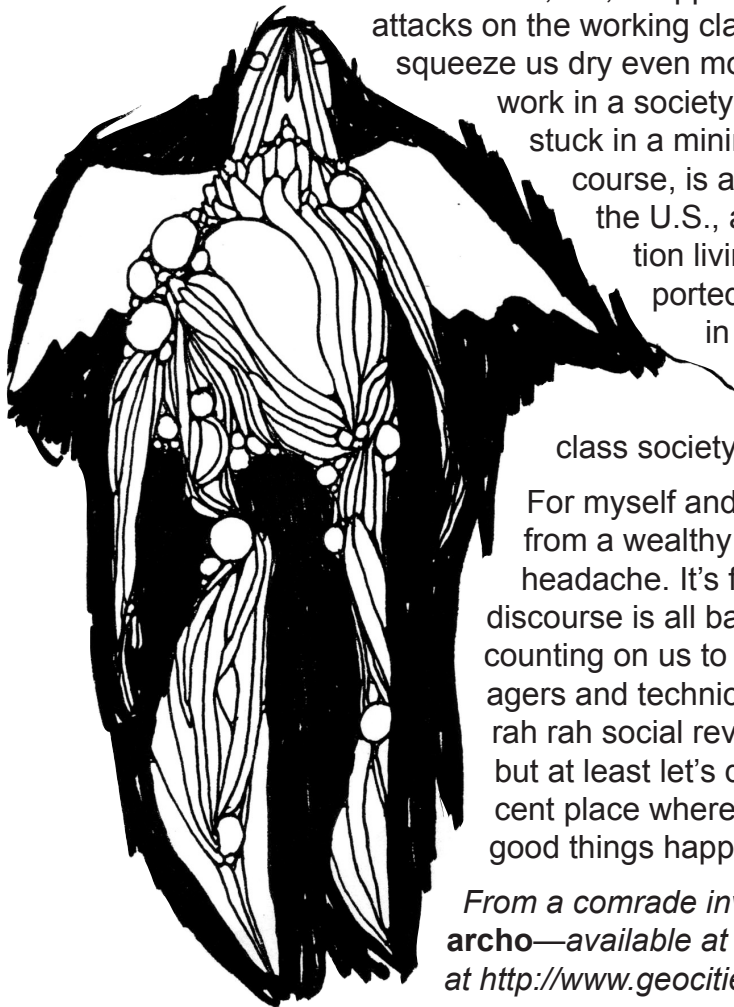 attacks on the working cla
squeeze us dry even mo
work in a society
stuck in a minir
course, is a
the U.S., a
tion livin
ported
in
class society
For myself and
from a wealthy
headache. It’s f
discourse is all ba
counting on us to
agers and technic
rah rah social rev
but at least let’s c
cent place where
good things happ
From a comrade inv
archo—available at
at http://www.geocitie